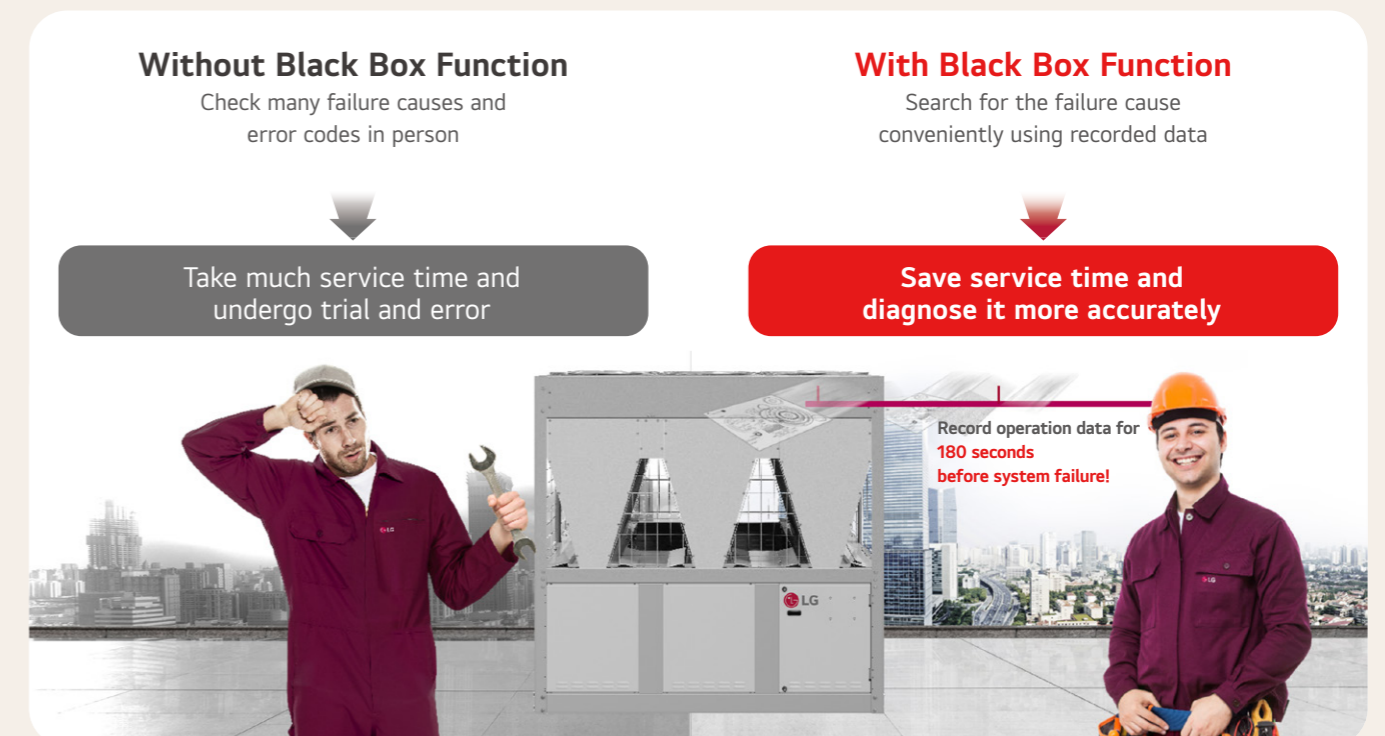 Without Black Box Function
Check many failure causes and
error codes in person
Take much service time and
undergo trial and error
With Black Box Function
Search for the failure cause
conveniently using recorded data
Save service time and
diagnose it more accurately
Record operation data for
180 seconds
before system failure!
LG
LG
LG